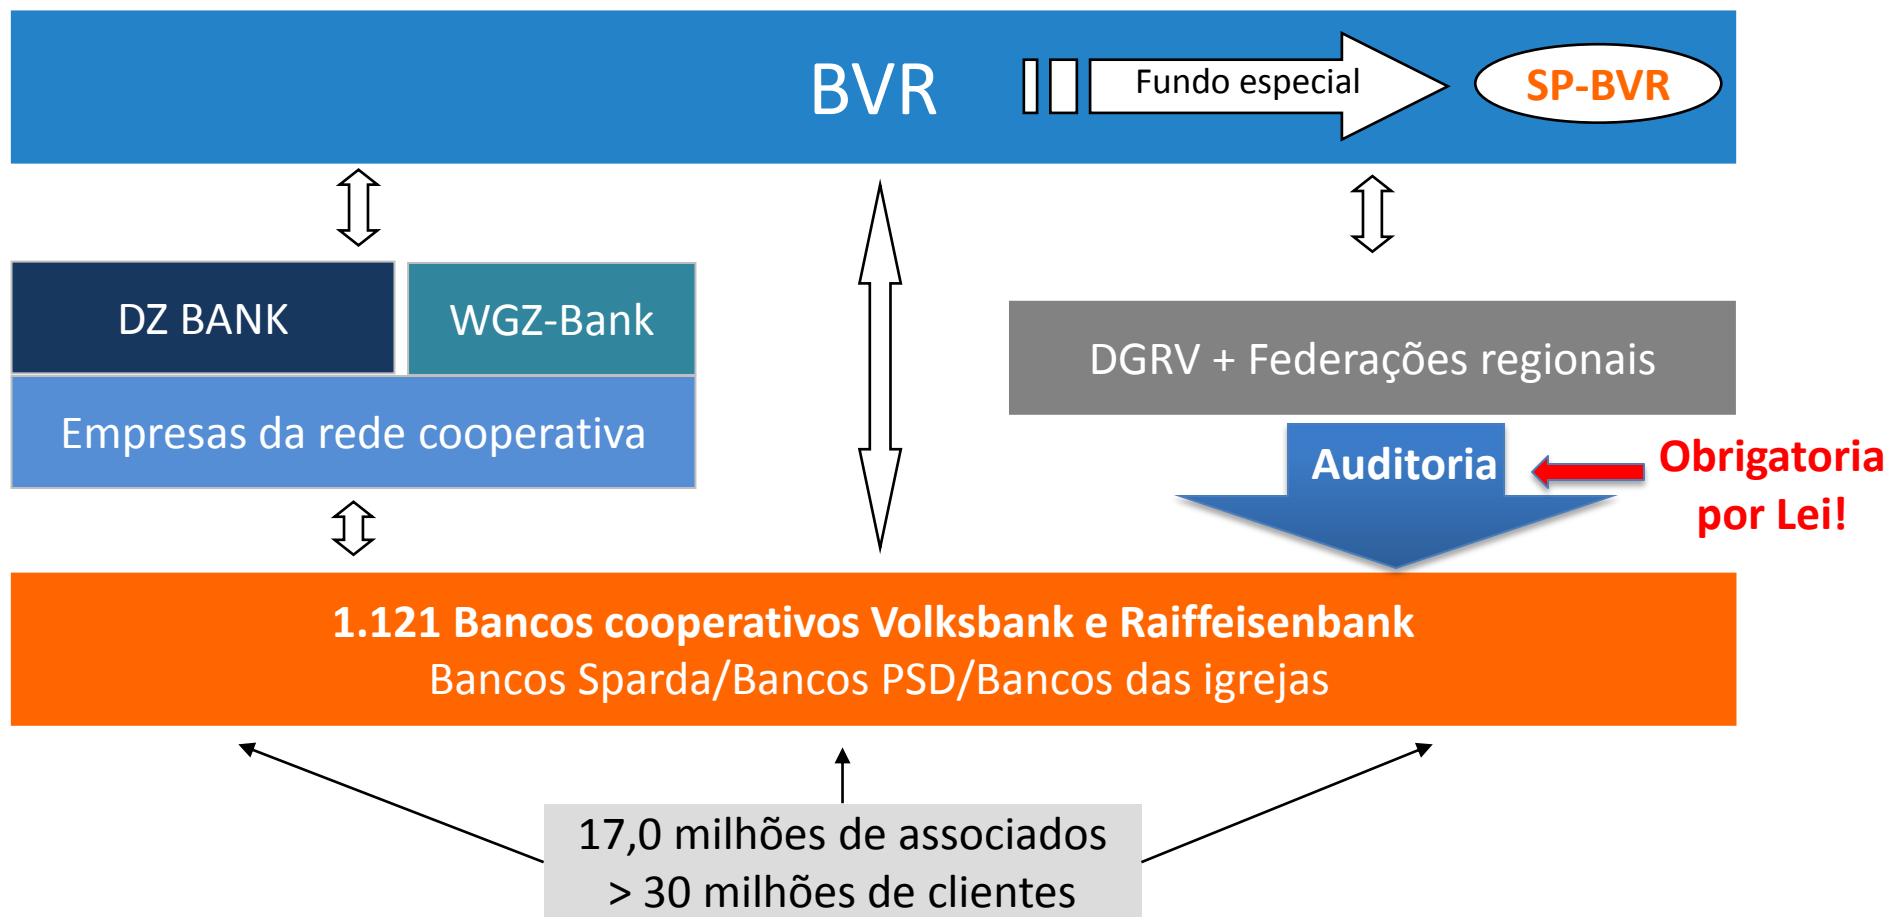 BVR
Fundo especial
SP-BVR
DZ BANK
WGZ-Bank
Empresas da rede cooperativa
DGRV + Federações regionais
Auditoria
Obrigatoria
por Lei!
1.121 Bancos cooperativos Volksbank e Raiffeisenbank
Bancos Sparda/Bancos PSD/Bancos das igrejas
17,0 milhões de associados
> 30 milhões de clientes